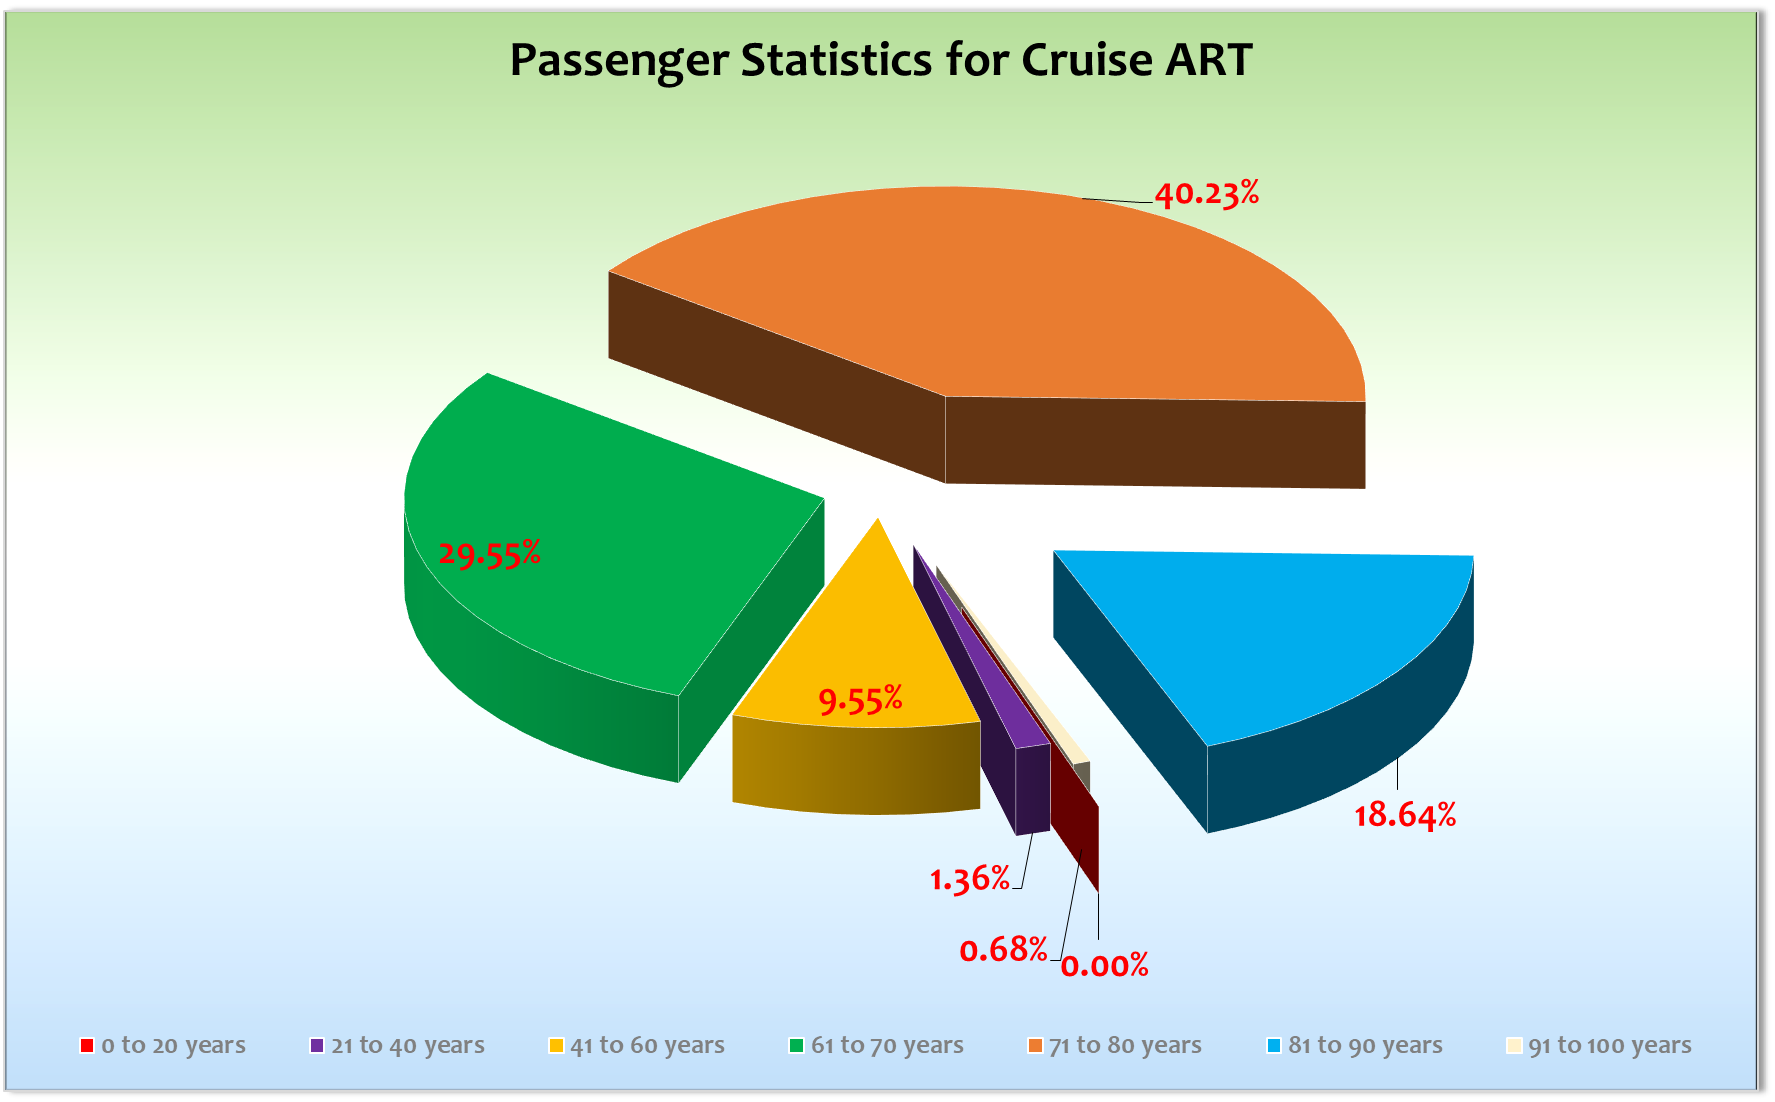 Passenger Statistics for Cruise ART
40.23%
29.55%
9.55%
18.64%
1.36%
0.68%
0.00%
0 to 20 years
21 to 40 years
41 to 60 years
61 to 70 years
71 to 80 years
81 to 90 years
91 to 100 years